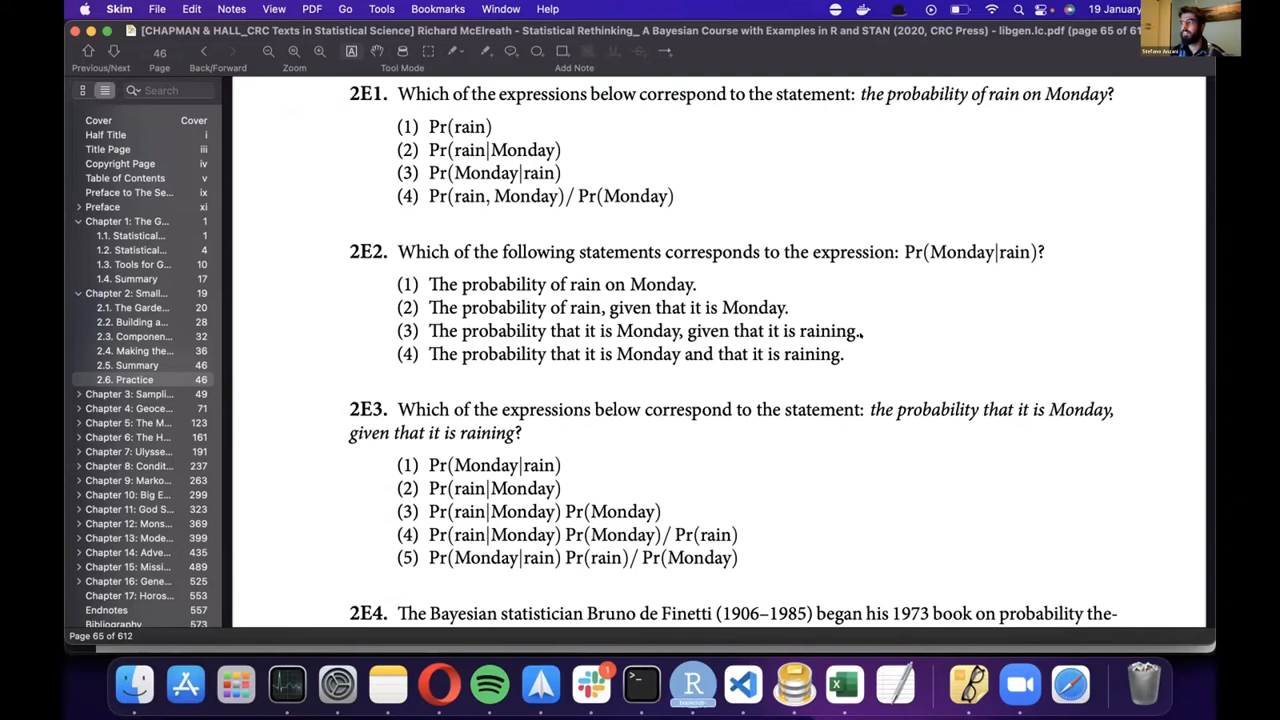 Skim File Edit Notes View PDF Go Tools Bookmarks Window Help 19 January
[CHAPMAN & HALL_CRC Texts in Statistical Science] Richard McElreath - Statistical Rethinking_ A Bayesian Course with Examples in R and STAN (2020, CRC Press) - libgen.lc.pdf (page 65 of 612)
46
Previous/Next Page Back/Forward Zoom Tool Mode Add Note
Search
Cover Cover
Half Title i
Title Page iii
Copyright Page iv
Table of Contents v
Preface to The Se... ix
Preface xi
Chapter 1: The G... 1
1.1. Statistical... 1
1.2. Statistical... 4
1.3. Tools for G... 10
1.4. Summary 17
Chapter 2: Small... 19
2.1. The Garde... 20
2.2. Building a... 28
2.3. Componen... 32
2.4. Making the... 36
2.5. Summary 46
2.6. Practice 46
Chapter 3: Sampli... 49
Chapter 4: Geoce... 71
Chapter 5: The M... 123
Chapter 6: The H... 161
Chapter 7: Ulysse... 191
Chapter 8: Condit... 237
Chapter 9: Marko... 263
Chapter 10: Big E... 299
Chapter 11: God S... 323
Chapter 12: Mons... 369
Chapter 13: Mode... 399
Chapter 14: Adve... 435
Chapter 15: Missi... 489
Chapter 16: Gene... 525
Chapter 17: Horos... 553
Endnotes 557
Bibliography 573
Page 65 of 612
2E1. Which of the expressions below correspond to the statement: the probability of rain on Monday?
(1) Pr(rain)
(2) Pr(rain|Monday)
(3) Pr(Monday|rain)
(4) Pr(rain, Monday)/ Pr(Monday)
2E2. Which of the following statements corresponds to the expression: Pr(Monday|rain)?
(1) The probability of rain on Monday.
(2) The probability of rain, given that it is Monday.
(3) The probability that it is Monday, given that it is raining.
(4) The probability that it is Monday and that it is raining.
2E3. Which of the expressions below correspond to the statement: the probability that it is Monday,
given that it is raining?
(1) Pr(Monday|rain)
(2) Pr(rain|Monday)
(3) Pr(rain|Monday) Pr(Monday)
(4) Pr(rain|Monday) Pr(Monday)/ Pr(rain)
(5) Pr(Monday|rain) Pr(rain)/ Pr(Monday)
2E4. The Bayesian statistician Bruno de Finetti (1906–1985) began his 1973 book on probability the-
Stefano Anzani
1
R